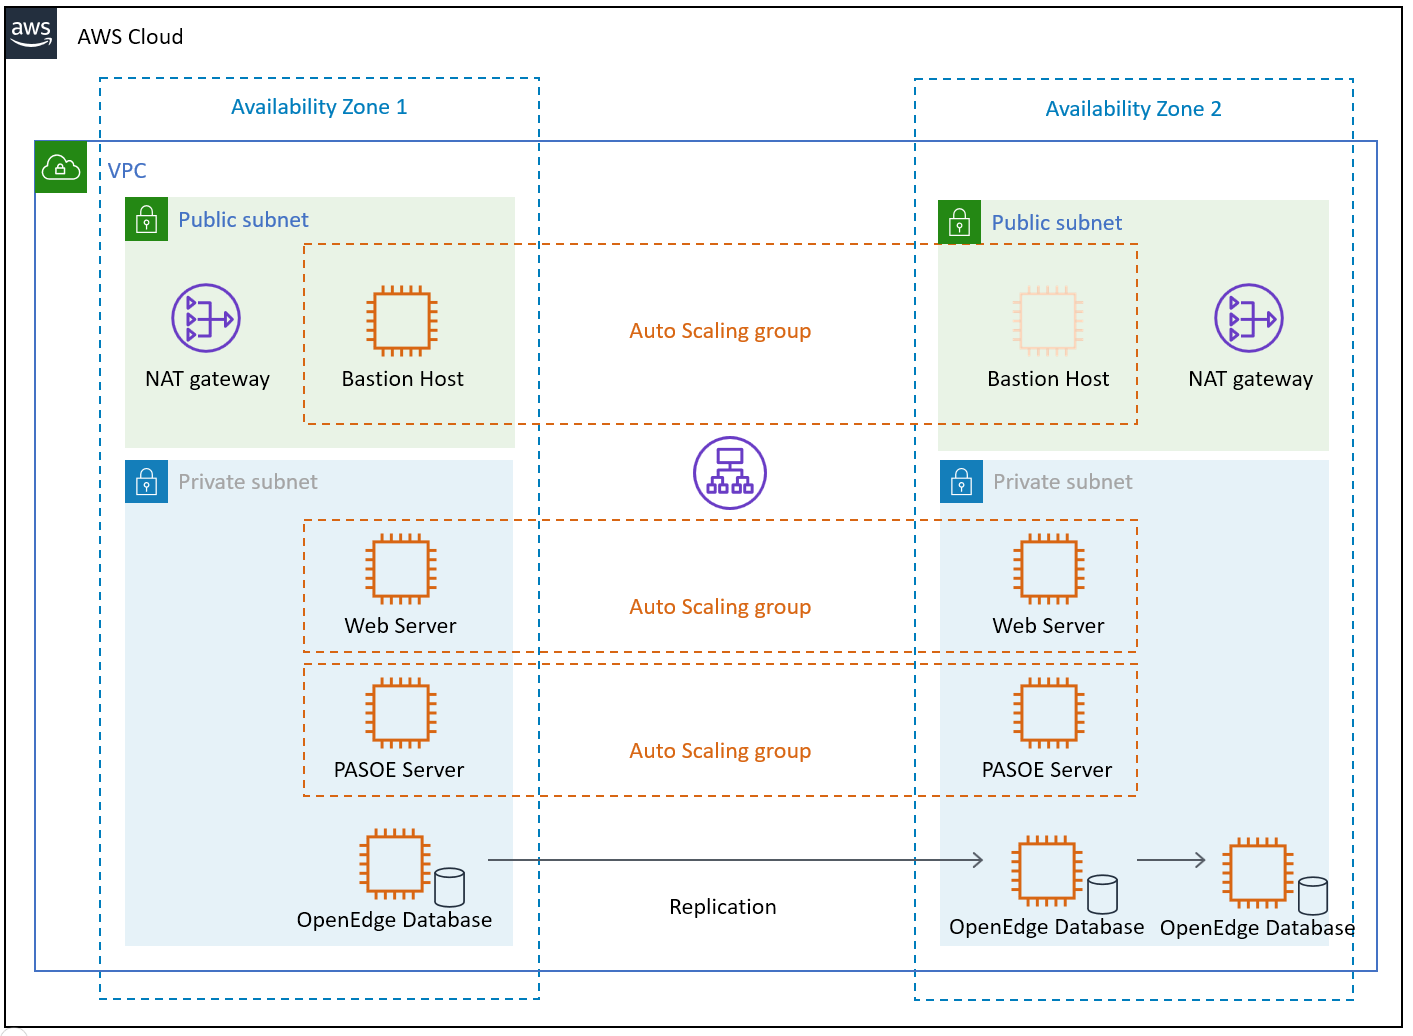 aws
AWS Cloud
Availability Zone 1
Availability Zone 2
VPC
Public subnet
Public subnet
NAT gateway
Bastion Host
Auto Scaling group
Bastion Host
NAT gateway
Private subnet
Private subnet
Web Server
Auto Scaling group
Web Server
PASOE Server
Auto Scaling group
PASOE Server
OpenEdge Database
Replication
OpenEdge Database
OpenEdge Database